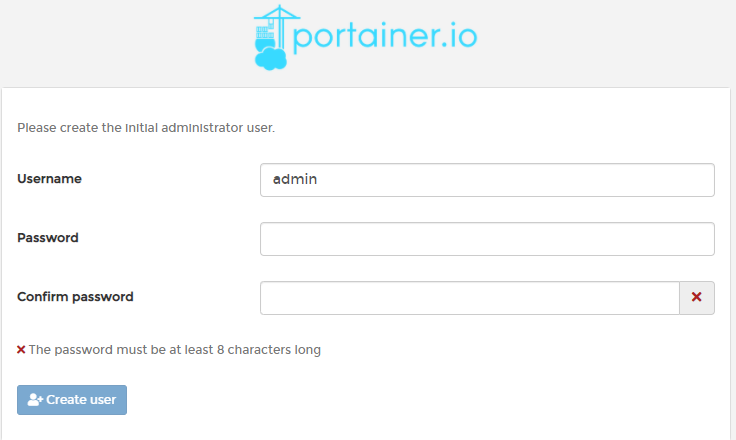 portainer.io
Please create the initial administrator user.
Username
admin
Password
Confirm password
The password must be at least 8 characters long
Create user